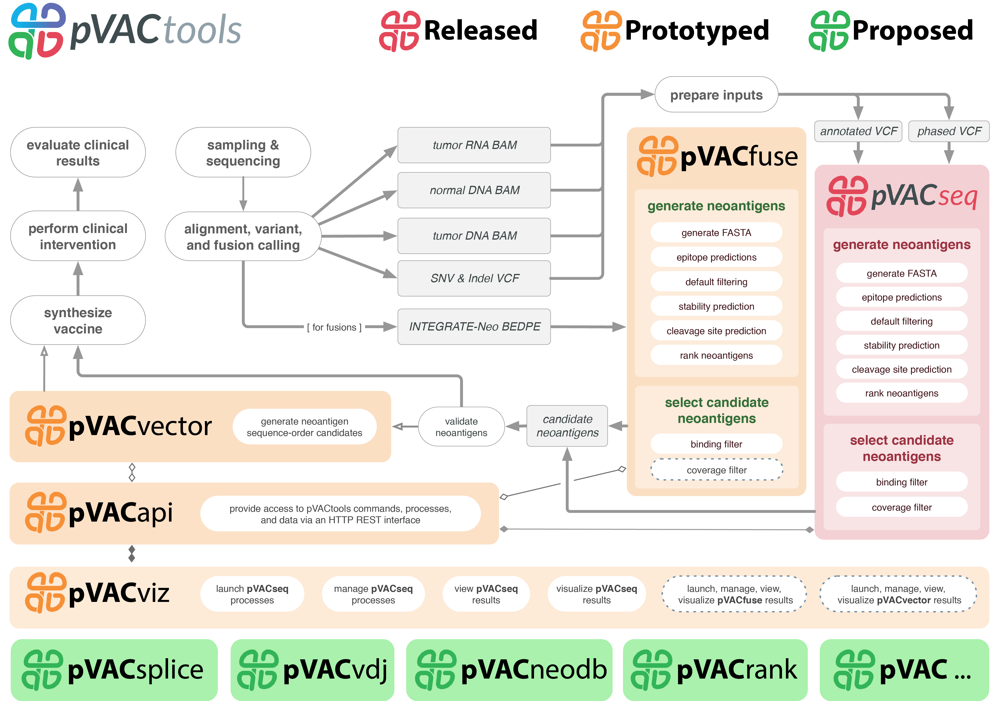 pVACtools
Released
Prototyped
Proposed
prepare inputs
annotated VCF
phased VCF
evaluate clinical
results
sampling &
sequencing
tumor RNA BAM
normal DNA BAM
perform clinical
intervention
alignment, variant,
and fusion calling
tumor DNA BAM
SNV & Indel VCF
synthesize
vaccine
[ for fusions ]
INTEGRATE-Neo BEDPE
pVACfuse
generate neoantigens
generate FASTA
epitope predictions
default filtering
stability prediction
cleavage site prediction
rank neoantigens
select candidate
neoantigens
binding filter
coverage filter
pVACseq
generate neoantigens
generate FASTA
epitope predictions
default filtering
stability prediction
cleavage site prediction
rank neoantigens
select candidate
neoantigens
binding filter
coverage filter
pVACvector
generate neoantigen
sequence-order candidates
validate
neoantigens
candidate
neoantigens
pVACapi
provide access to pVACtools commands, processes,
and data via an HTTP REST interface
pVACviz
launch pVACseq
processes
manage pVACseq
processes
view pVACseq
results
visualize pVACseq
results
launch, manage, view,
visualize pVACfuse results
launch, manage, view,
visualize pVACvector results
pVACsplice
pVACvdj
pVACneodb
pVACrank
pVAC ...